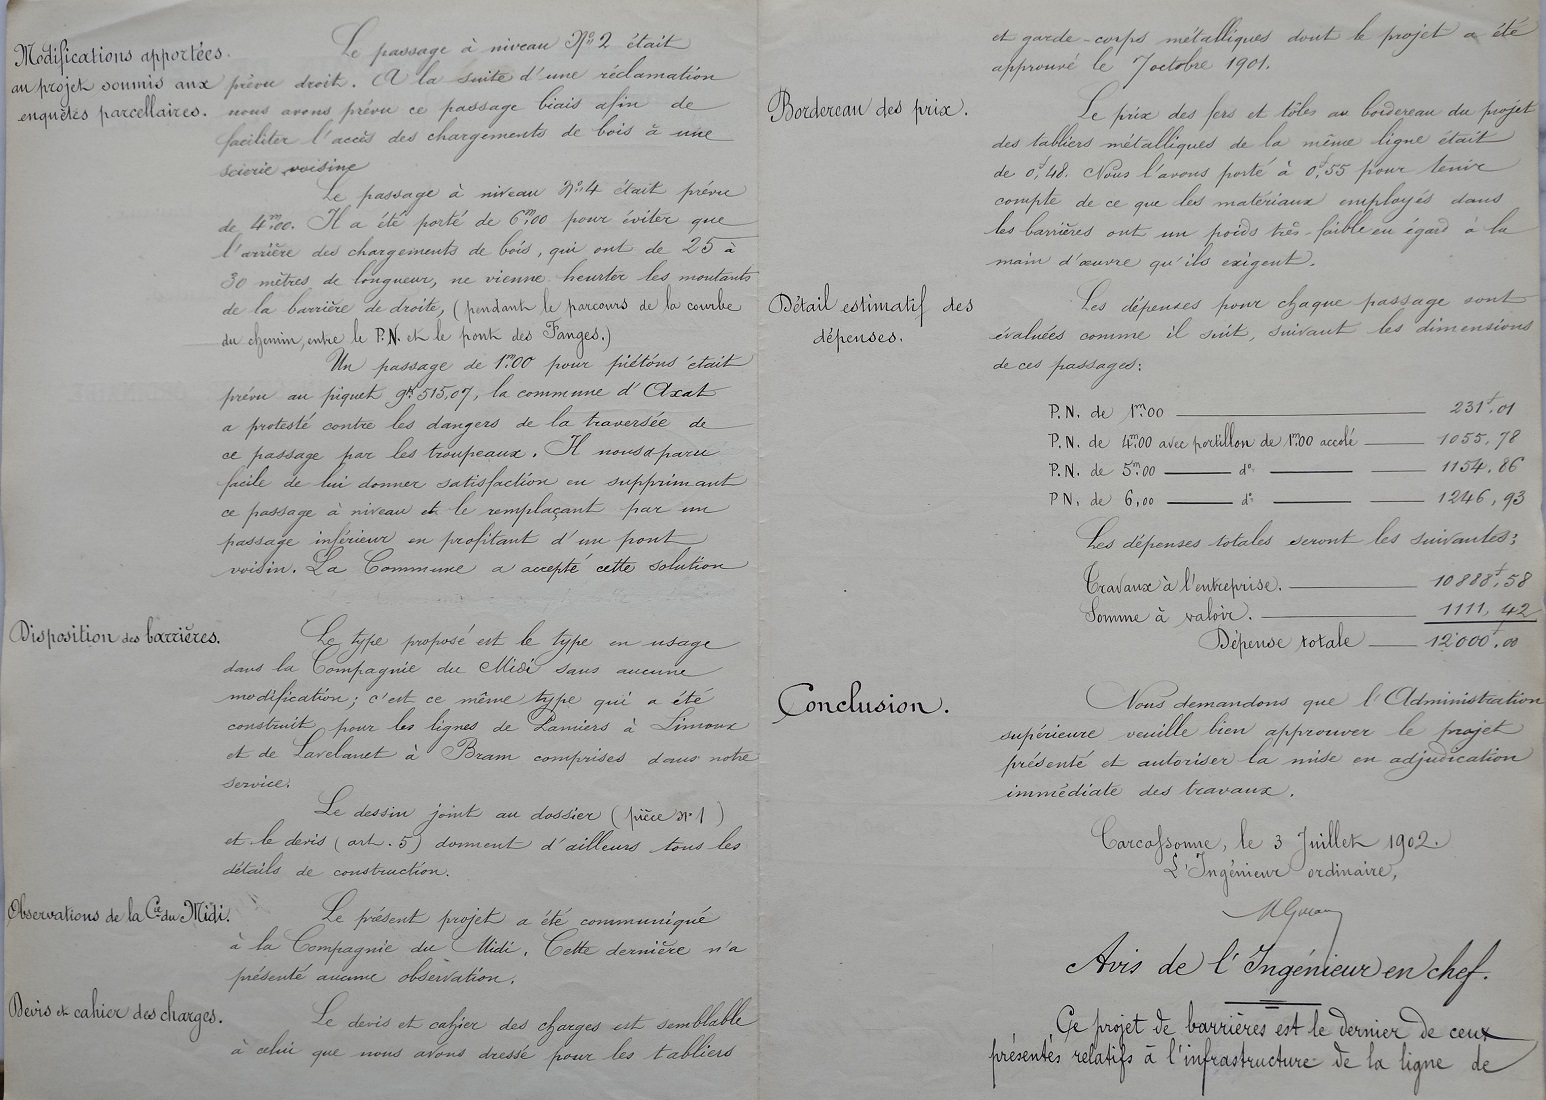 Modifications apportées
au projet soumis aux
enquêtes parcellaires.
Le passage à niveau Nº 2 était
prévu droit. A la suite d'une réclamation
nous avons prévu ce passage biais afin de
faciliter l'accès des chargements de bois à une
scierie voisine
Le passage à niveau Nº 4 était prévu
de 4m.00. Il a été porté de 6m.00 pour éviter que
l'arrière des chargements de bois, qui ont de 25 à
30 mètres de longueur, ne vienne heurter les montants
de la barrière de droite, (pendant le parcours de la courbe
du chemin, entre le P.N. et le pont des Fanges.)
Un passage de 1m.00 pour piétons était
prévu au piquet 9k 515,07, la commune d'Axat
a protesté contre les dangers de la traversée de
ce passage par les troupeaux. Il nous a paru
facile de lui donner satisfaction en supprimant
ce passage à niveau et le remplaçant par un
passage inférieur en profitant d'un pont
voisin. La Commune a accepté cette solution
Disposition des barrières.
Le type proposé est le type en usage
dans la Compagnie du Midi sans aucune
modification; c'est ce même type qui a été
construit pour les lignes de Pamiers à Limoux
et de Lavelanet à Bram comprises dans notre
service.
Le dessin joint au dossier (pièce nº 1)
et le devis (art. 5) donnent d'ailleurs tous les
détails de construction.
Observations de la Cie du Midi.
Le présent projet a été communiqué
à la Compagnie du Midi. Cette dernière n'a
présenté aucune observation.
Devis et cahier des charges.
Le devis et cahier des charges est semblable
à celui que nous avons dressé pour les tabliers
et garde-corps métalliques dont le projet a été
approuvé le 7 octobre 1901.
Bordereau des prix.
Le prix des fers et tôles au bordereau du projet
des tabliers métalliques de la même ligne était
de 0f,48. Nous l'avons porté à 0f,55 pour tenir
compte de ce que les matériaux employés dans
les barrières ont un poids très-faible eu égard à la
main d'œuvre qu'ils exigent.
Détail estimatif des
dépenses.
Les dépenses pour chaque passage sont
évaluées comme il suit, suivant les dimensions
de ces passages:
P.N. de 1m.00 231f.01
P.N. de 4m00 avec portillon de 1m.00 accolé 1055,78
P.N. de 5m.00 dº 1154.86
P.N. de 6,00 dº 1246,93
Les dépenses totales seront les suivantes:
Travaux à l'entreprise. 10888f.58
Somme à valoir. 1111,42
Dépense totale 12000f.00
Conclusion.
Nous demandons que l'Administration
supérieure veuille bien approuver le projet
présenté et autoriser la mise en adjudication
immédiate des travaux.
Carcassonne, le 3 Juillet 1902.
L'Ingénieur ordinaire,
Avis de l'Ingénieur en chef.
Ce projet de barrières est le dernier de ceux
présentés relatifs à l'infrastructure de la ligne de